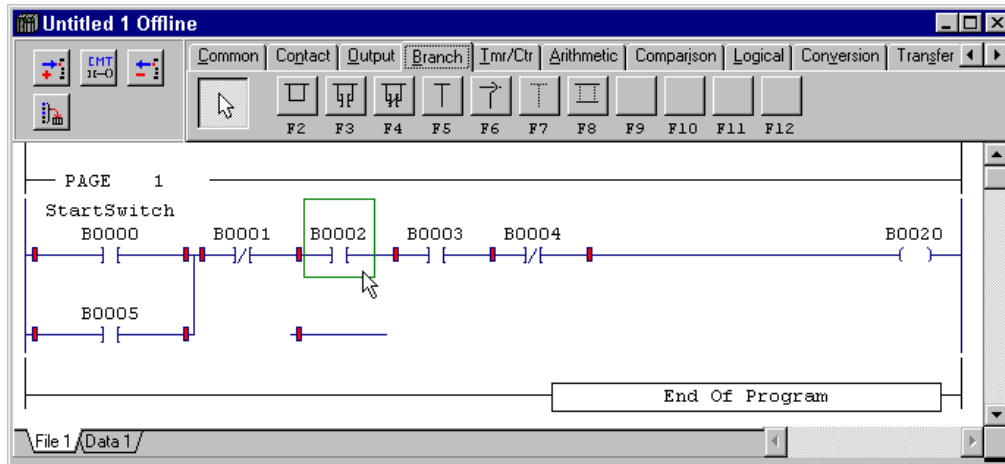 Untitled 1 Offline
CMT
Common Contact Output Branch Tmr/Ctr Arithmetic Comparison Logical Conversion Transfer
F2 F3 F4 F5 F6 F7 F8 F9 F10 F11 F12
PAGE 1
StartSwitch
B0000 B0001 B0002 B0003 B0004 B0020
B0005
End Of Program
File 1 Data 1